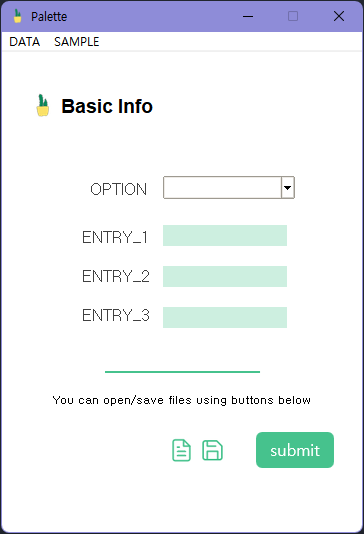 Palette
DATA SAMPLE
Basic Info
OPTION
ENTRY_1
ENTRY_2
ENTRY_3
You can open/save files using buttons below
submit